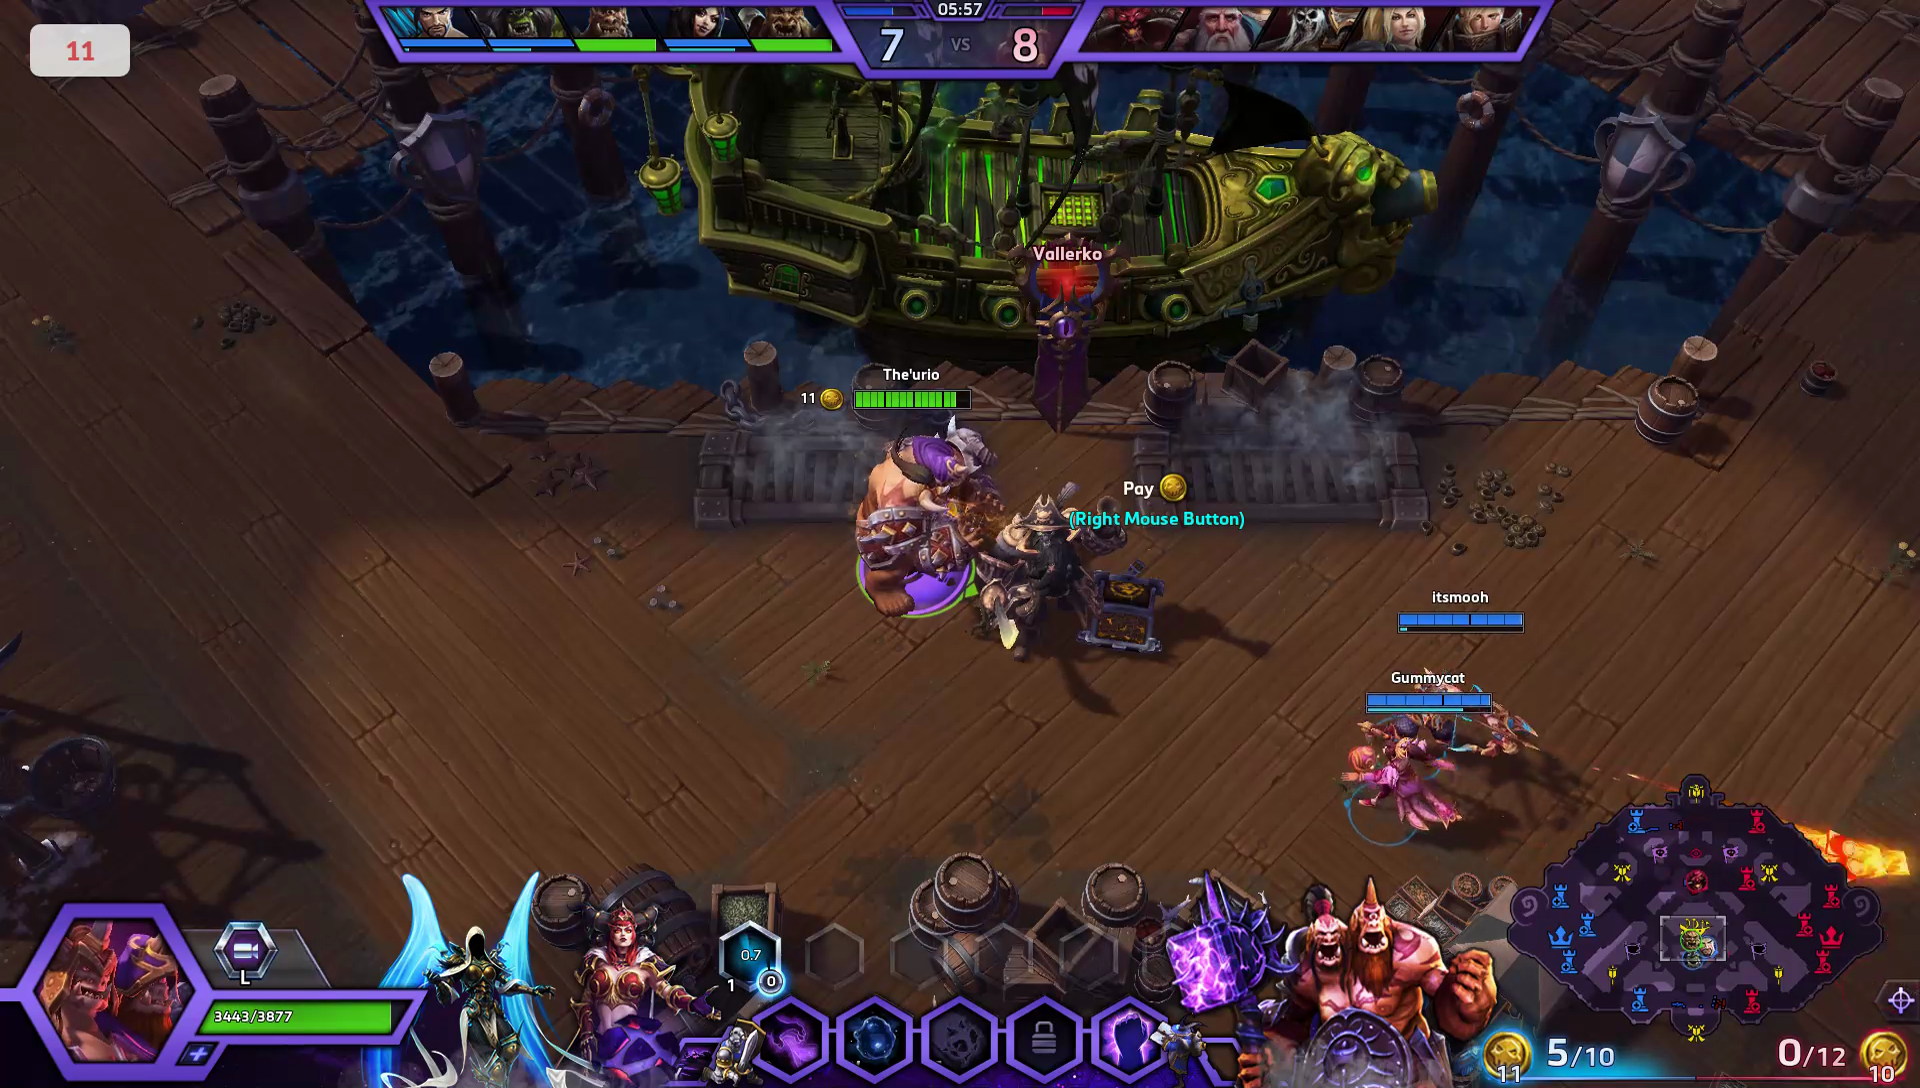 11
05:57
7 VS 8
Vallerko
The'urio
11
Pay
(Right Mouse Button)
itsmooh
Gummycat
L
3443/3877
0.7
1
0
5/10
11
0/12
10